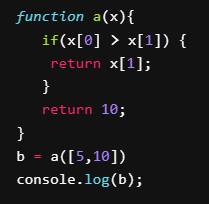 function a(x){
if(x[0] > x[1]) {
return x[1];
}
return 10;
}
b = a([5,10])
console.log(b);